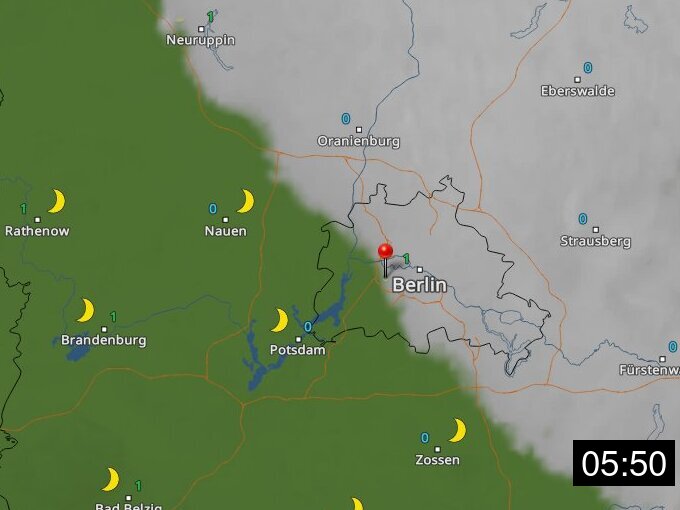 1
Neuruppin
0
Eberswalde
0
Oranienburg
1
Rathenow
0
Nauen
0
Strausberg
1
Berlin
1
Brandenburg
0
Potsdam
0
Fürstenwa
0
Zossen
05:50
1
Bad Belzig